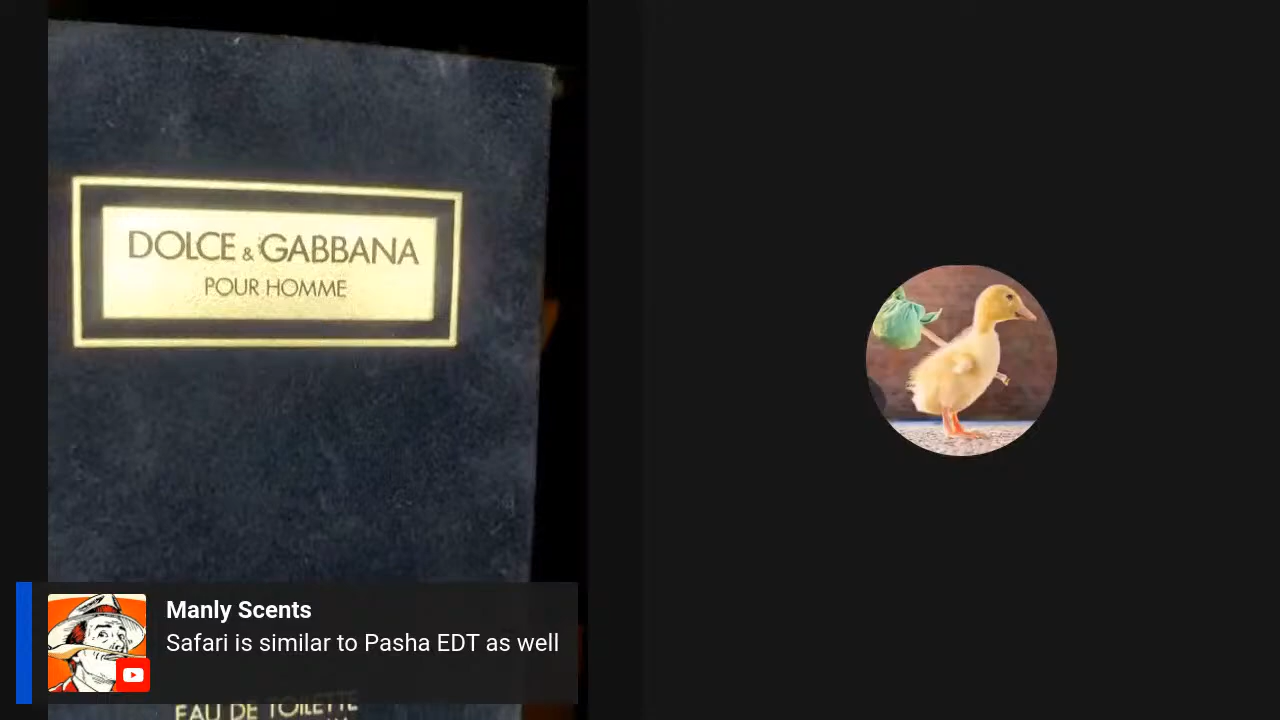 DOLCE & GABBANA
POUR HOMME
Manly Scents
Safari is similar to Pasha EDT as well
EAU DE TOILETTE